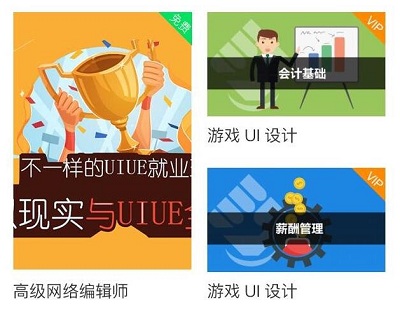 免费
不一样的UIUE就业
现实与UIUE
高级网络编辑师
VIP
会计基础
游戏 UI 设计
VIP
薪酬管理
游戏 UI 设计